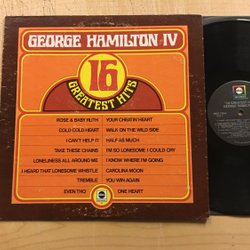 GEORGE HAMILTON IV
16
GREATEST HITS
ROSE & BABY RUTH
YOUR CHEATIN HEART
COLD COLD HEART
WALK ON THE WILD SIDE
I CAN'T HELP IT
HALF AS MUCH
TAKE THESE CHAINS
I'M SO LONESOME I COULD CRY
LONELINESS ALL AROUND ME
I KNOW WHERE I'M GOING
I HEARD THAT LONESOME WHISTLE
CAROLINA MOON
TREMBLE
YOU WIN AGAIN
EVEN THO
ONE HEART